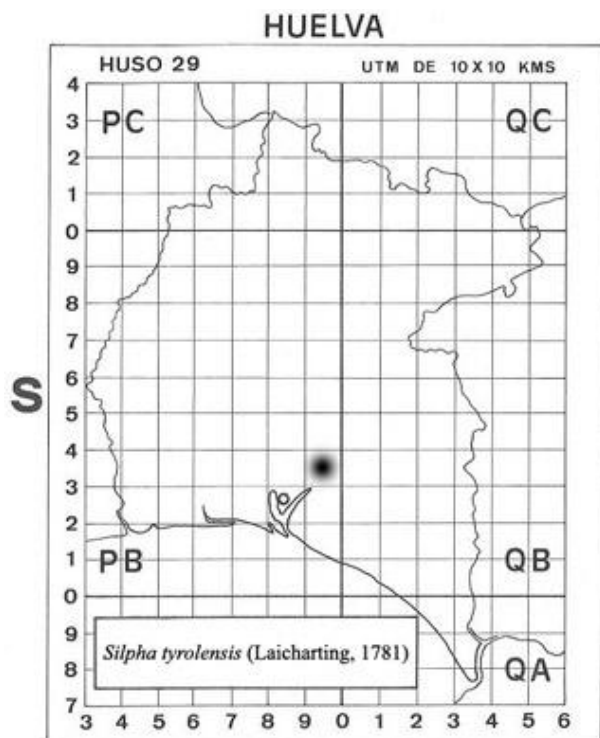 HUELVA
HUSO 29 UTM DE 10 X 10 KMS
4
3 PC QC
2
1
0
9
8
7
S 6
5
4
3
2
1 PB QB
0
9
8 Silpha tyrolensis (Laicharting, 1781) QA
7
3 4 5 6 7 8 9 0 1 2 3 4 5 6